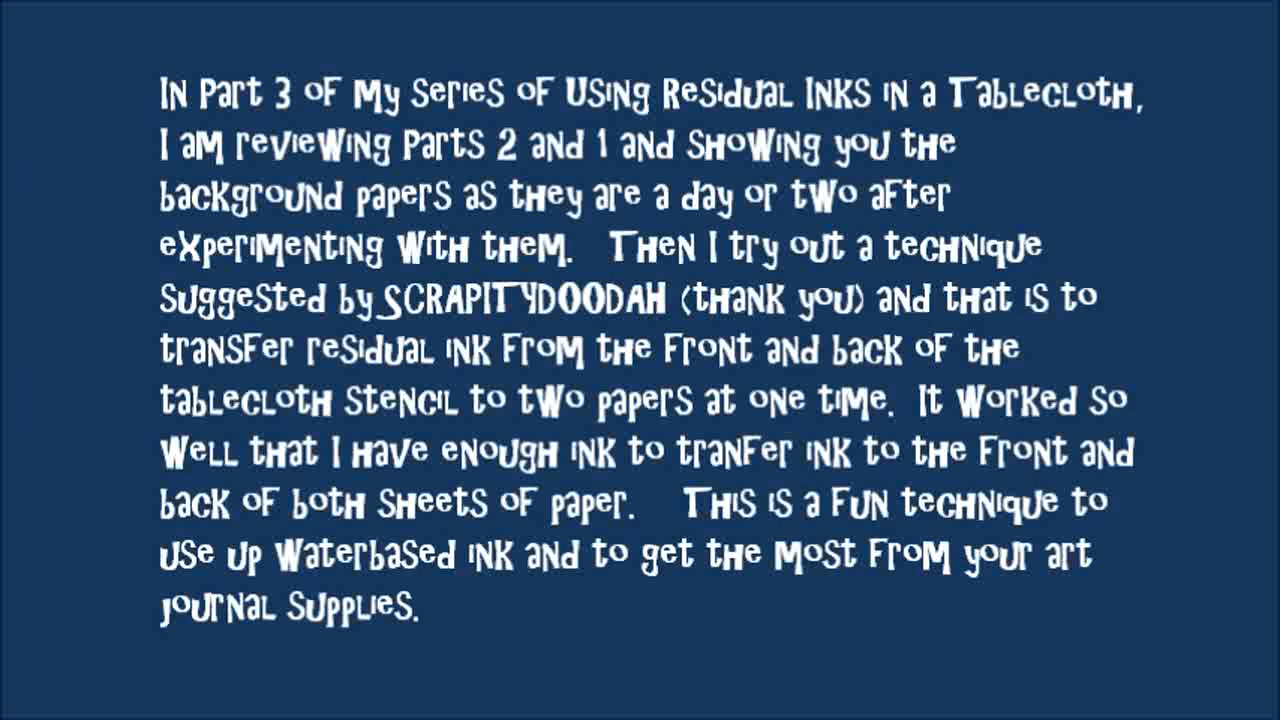 In Part 3 of My Series of Using Residual Inks in a Tablecloth,
I am reviewing Parts 2 and 1 and showing you the
background papers as they are a day or two after
experimenting with them. Then I try out a technique
suggested by SCRAPITYDOODAH (thank you) and that is to
transfer residual ink from the front and back of the
tablecloth stencil to two papers at one time. It worked so
well that I have enough ink to tranfer ink to the front and
back of both sheets of paper. This is a fun technique to
use up waterbased ink and to get the most from your art
journal supplies.